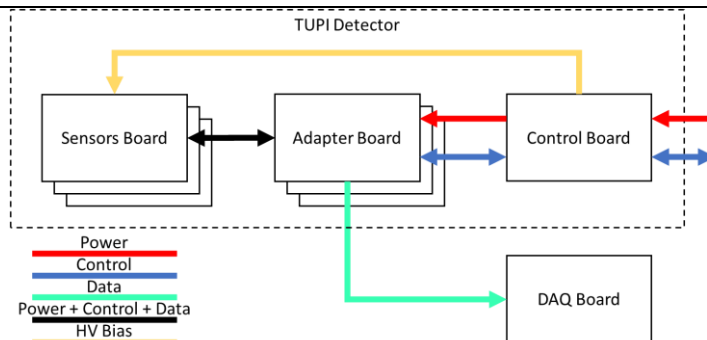 TUPI Detector
Sensors Board
Adapter Board
Control Board
Power
Control
Data
Power + Control + Data
HV Bias
DAQ Board